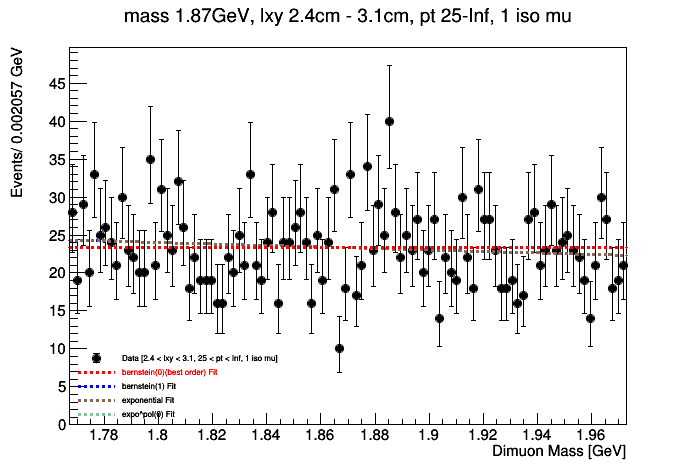 mass 1.87GeV, lxy 2.4cm - 3.1cm, pt 25-Inf, 1 iso mu
Events/ 0.002057 GeV
45
40
35
30
25
20
15
10
5
0
Data [2.4 < lxy < 3.1, 25 < pt < Inf, 1 iso mu]
bernstein(0)(best order) Fit
bernstein(1) Fit
exponential Fit
expo*pol(0) Fit
1.78 1.8 1.82 1.84 1.86 1.88 1.9 1.92 1.94 1.96
Dimuon Mass [GeV]